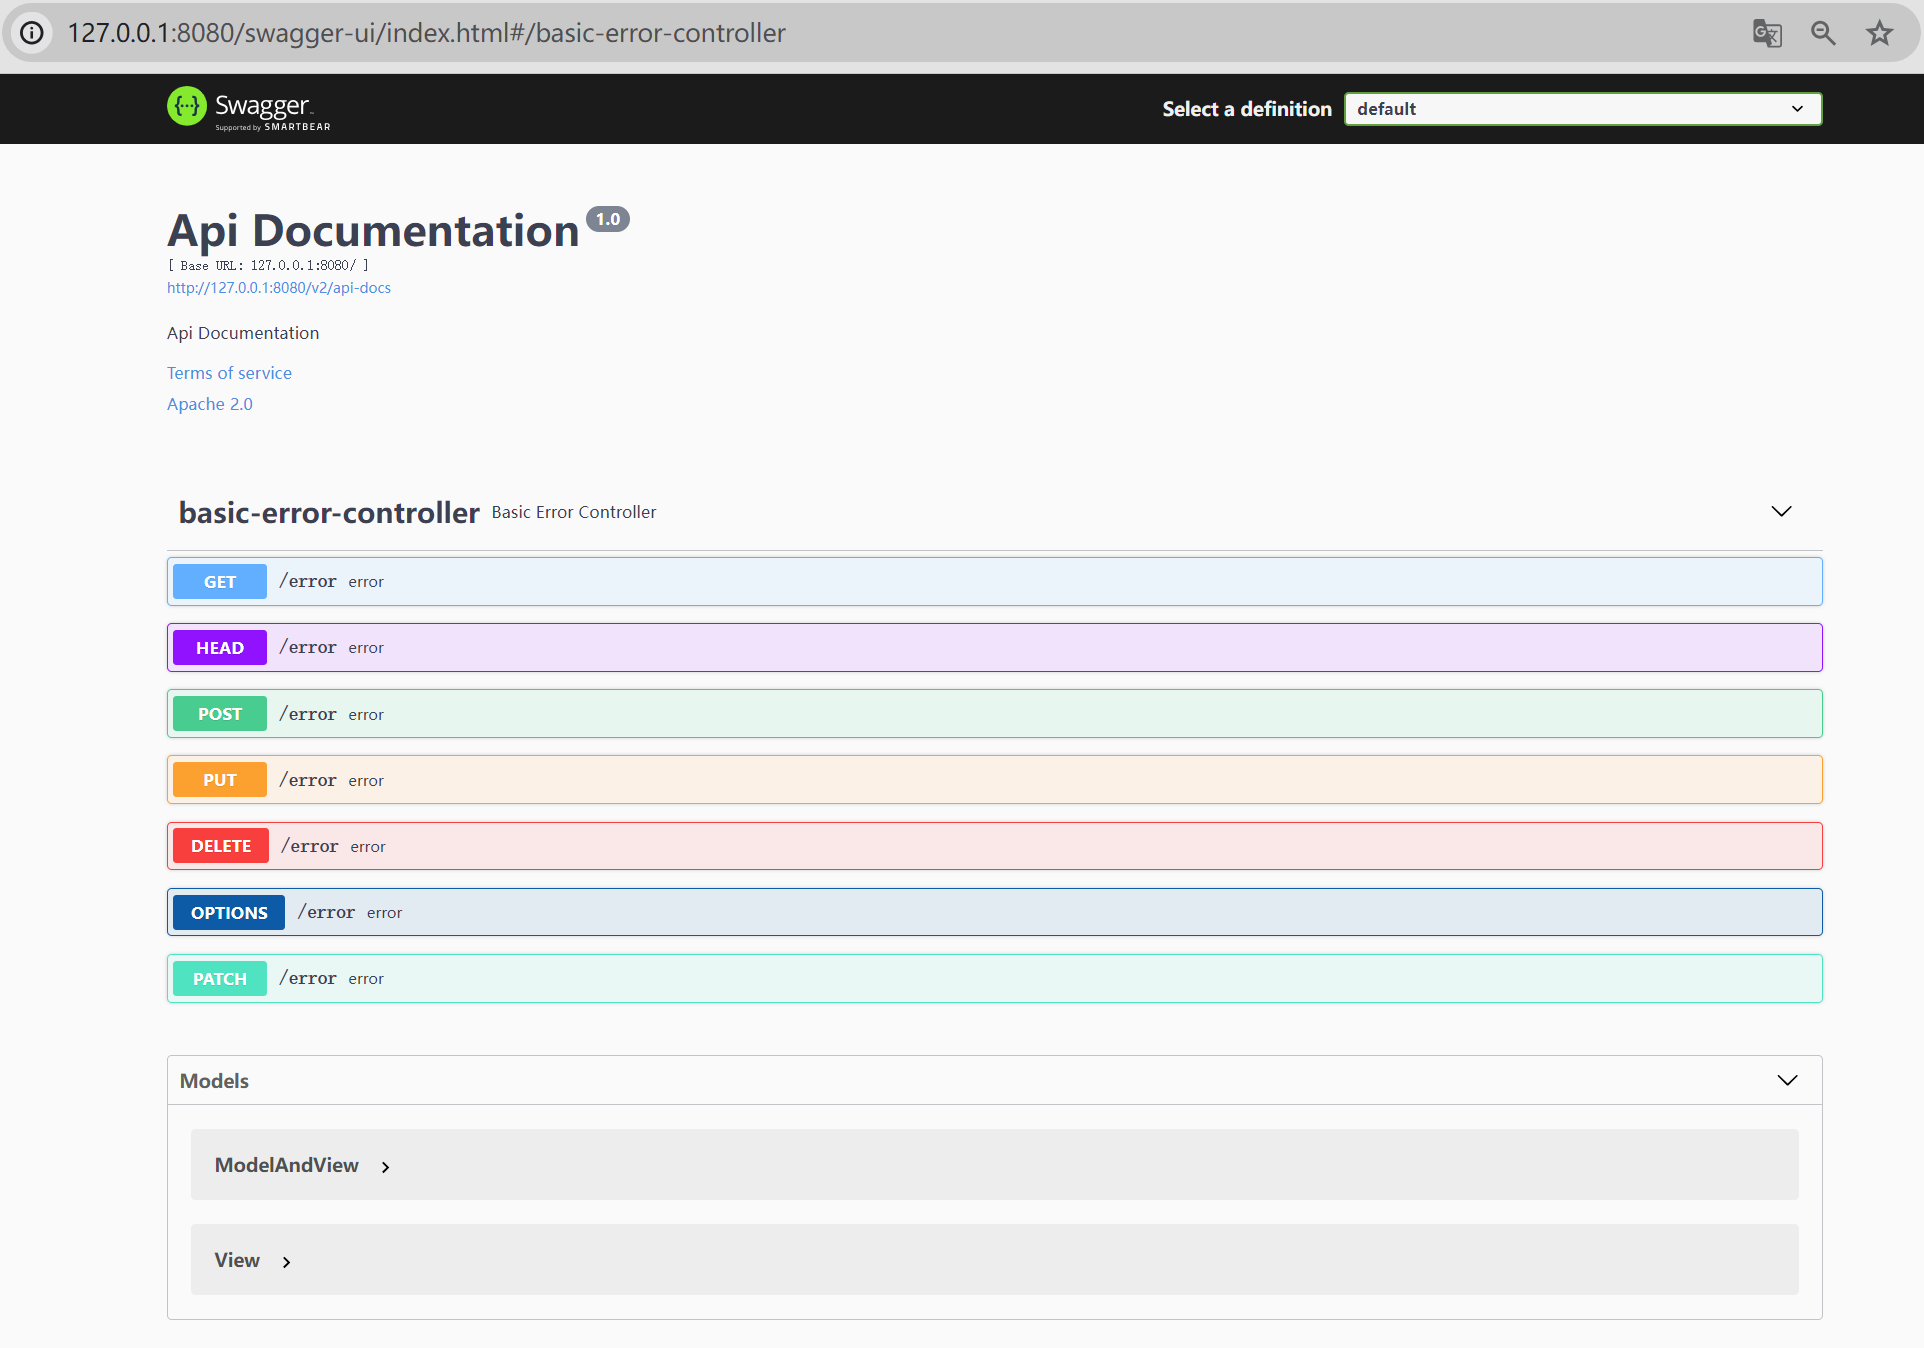 127.0.0.1:8080/swagger-ui/index.html#/basic-error-controller
Swagger™
Supported by SMARTBEAR
Select a definition default
Api Documentation 1.0
[ Base URL: 127.0.0.1:8080/ ]
http://127.0.0.1:8080/v2/api-docs
Api Documentation
Terms of service
Apache 2.0
basic-error-controller Basic Error Controller
GET /error error
HEAD /error error
POST /error error
PUT /error error
DELETE /error error
OPTIONS /error error
PATCH /error error
Models
ModelAndView
View